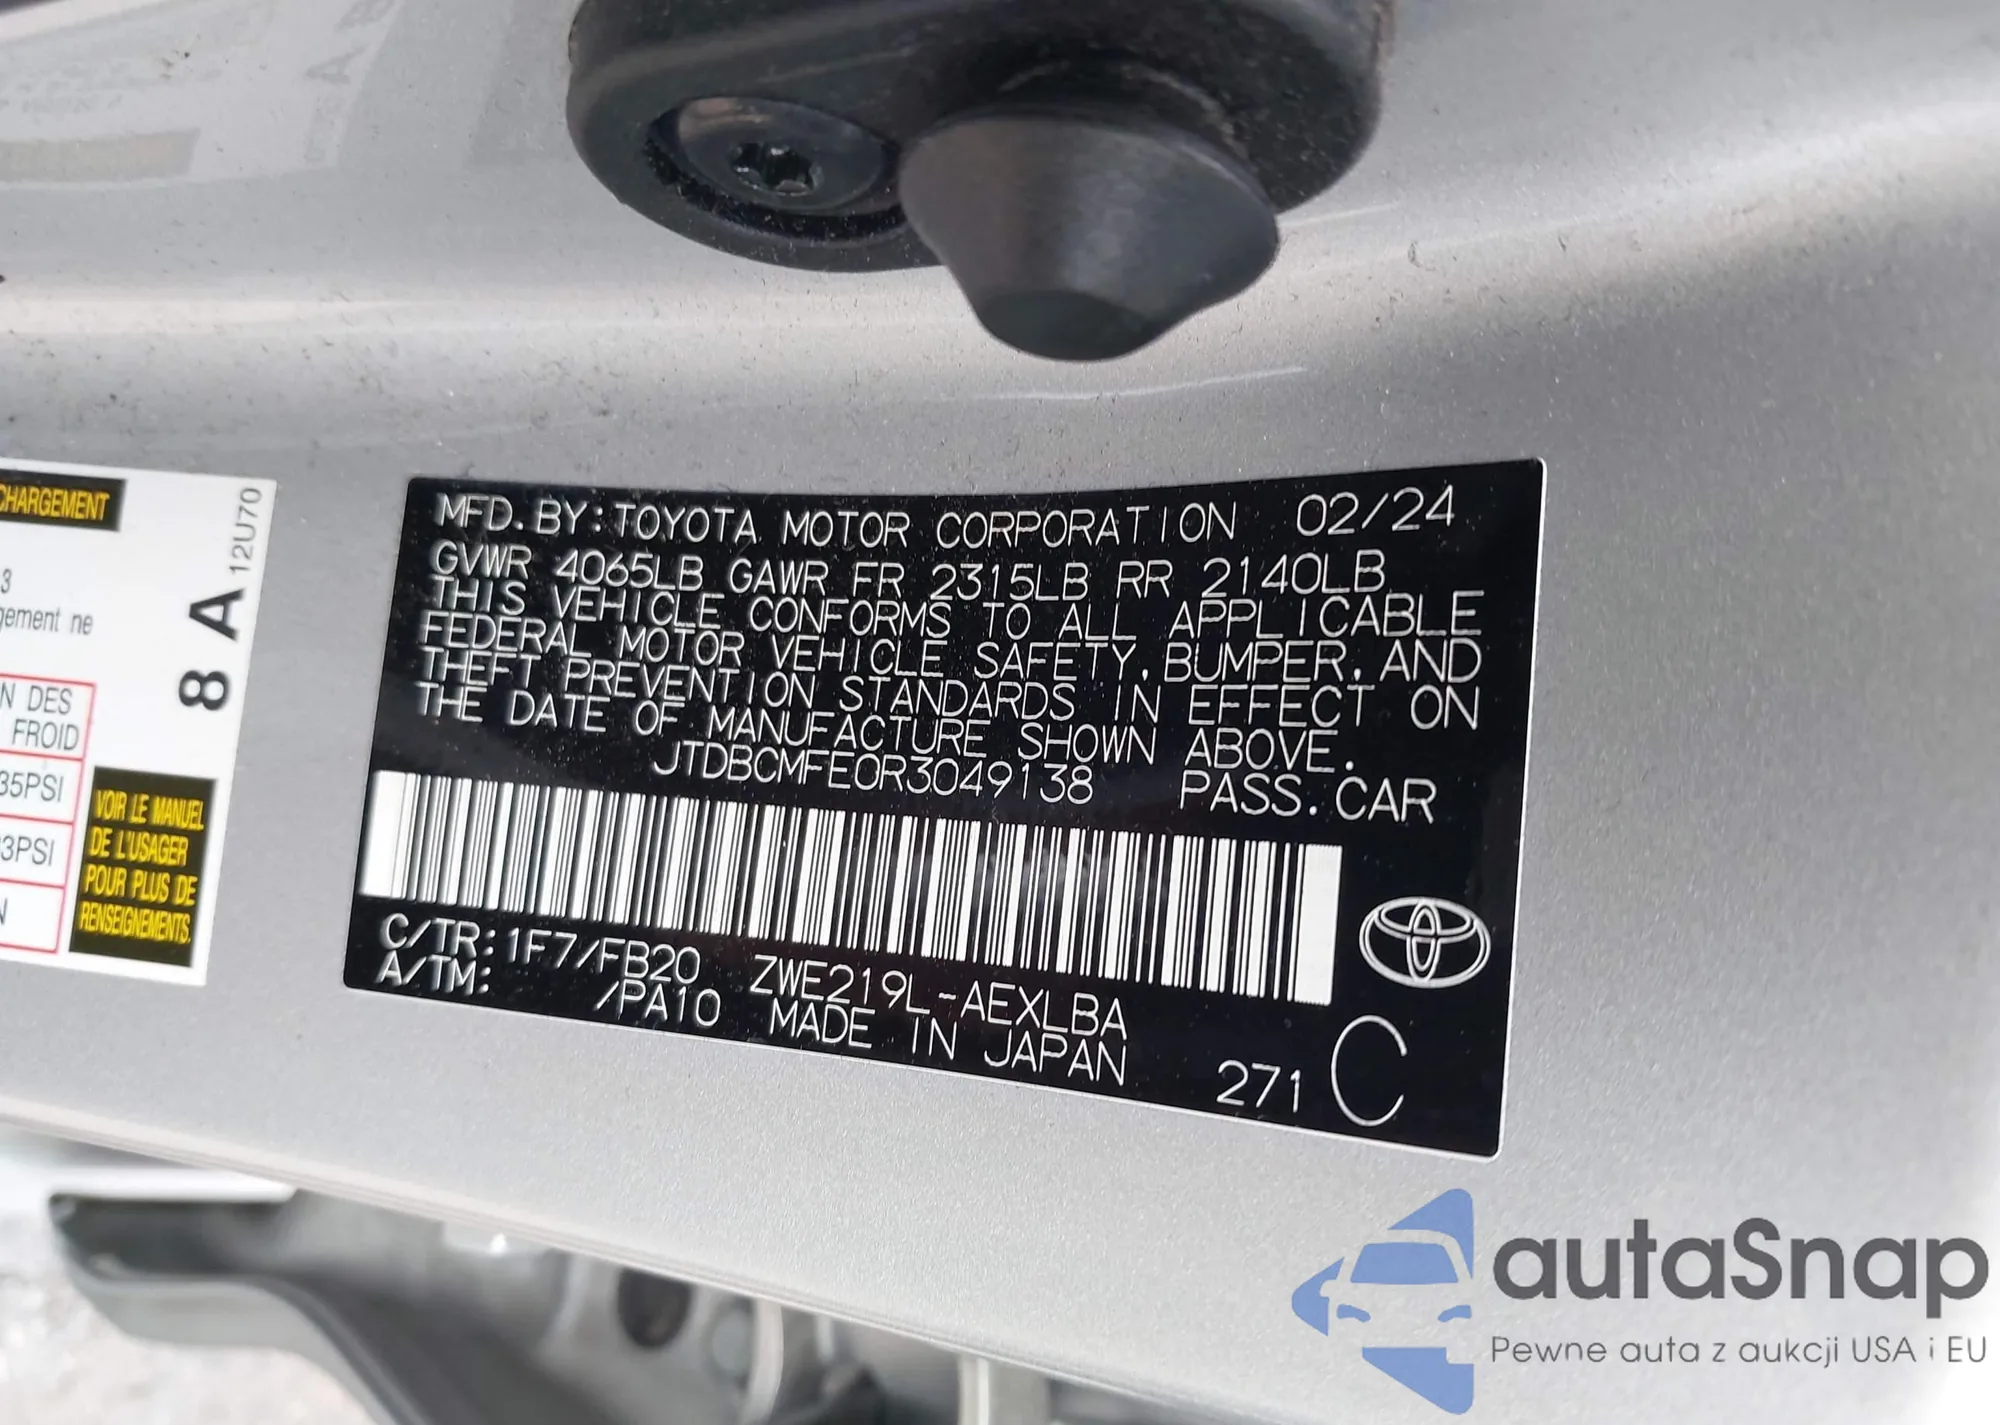 CHARGEMENT
3
gement ne
N DES
FROID
35PSI
3PSI
N
8 A 12U70
VOIR LE MANUEL
DE L'USAGER
POUR PLUS DE
RENSEIGNEMENTS.
MFD. BY: TOYOTA MOTOR CORPORATION 02/24
GVWR 4065LB GAWR FR 2315LB RR 2140LB
THIS VEHICLE CONFORMS TO ALL APPLICABLE
FEDERAL MOTOR VEHICLE SAFETY, BUMPER, AND
THEFT PREVENTION STANDARDS IN EFFECT ON
THE DATE OF MANUFACTURE SHOWN ABOVE.
JTDBCMFE0R3049138 PASS. CAR
C/TR: 1F7/FB20 ZWE219L-AEXLBA
A/TM: /PA10 MADE IN JAPAN
271 C
autaSnap
Pewne auta z aukcji USA i EU